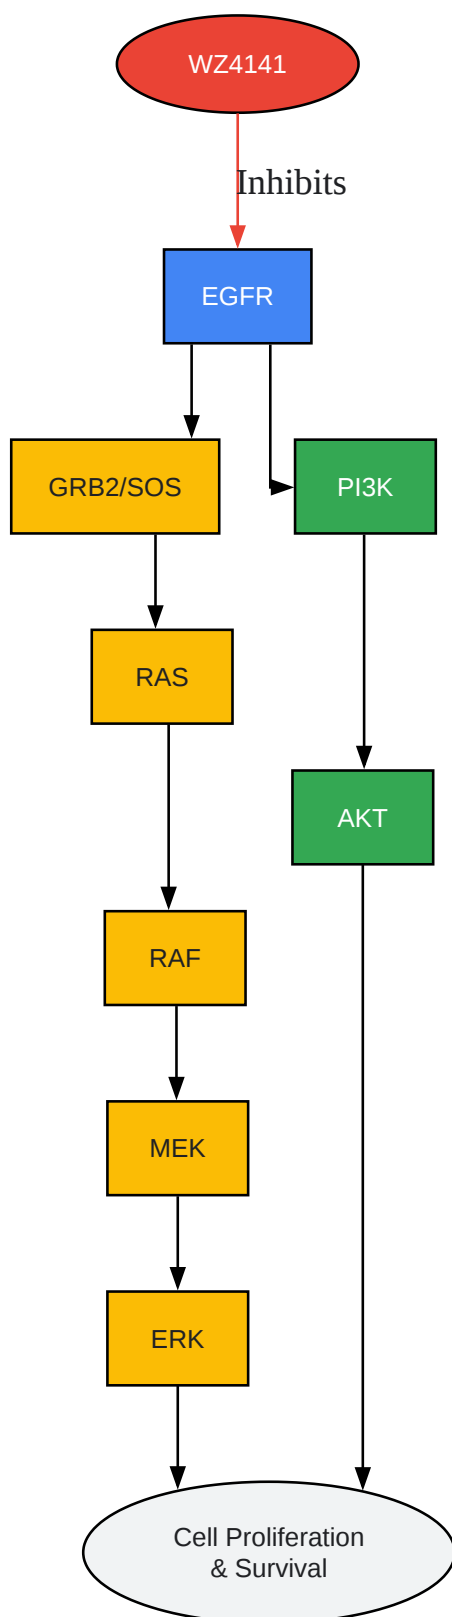 WZ4141
Inhibits
EGFR
GRB2/SOS
PI3K
RAS
AKT
RAF
MEK
ERK
Cell Proliferation
& Survival